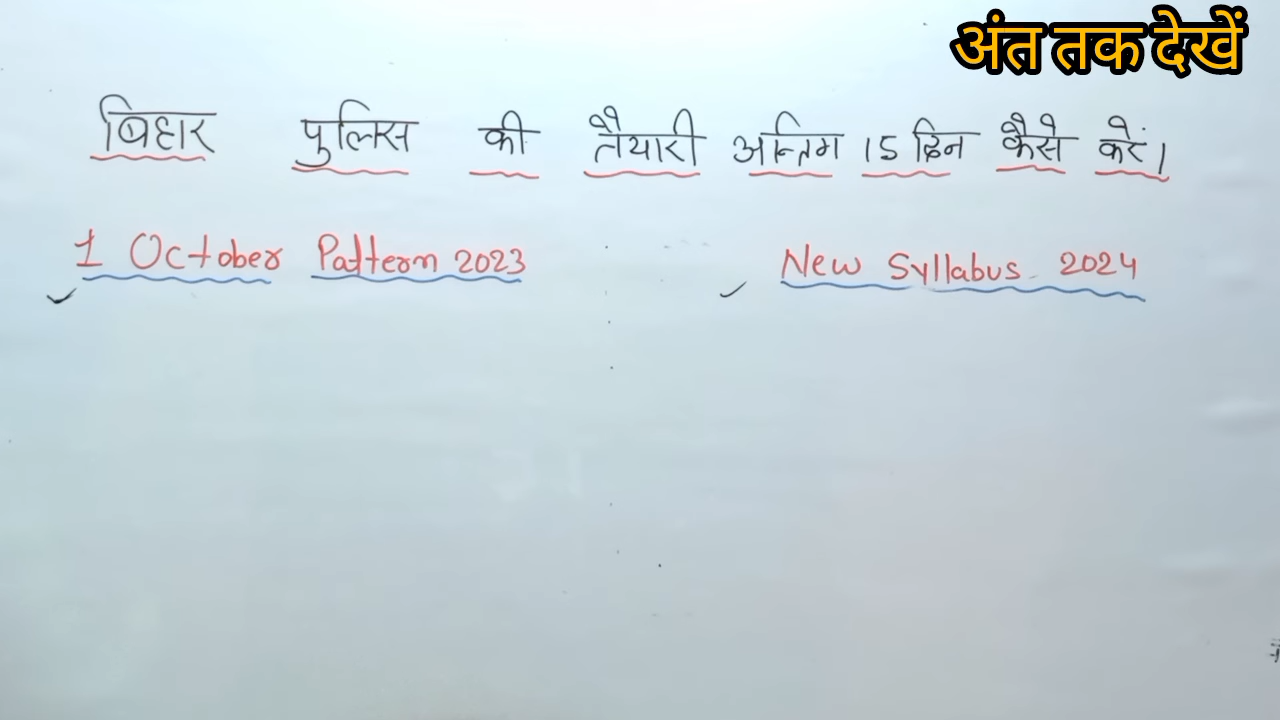 अंत तक देखें
बिहार पुलिस की तैयारी अन्तिम 15 दिन कैसे करें।
1 October Pattern 2023 New Syllabus 2024